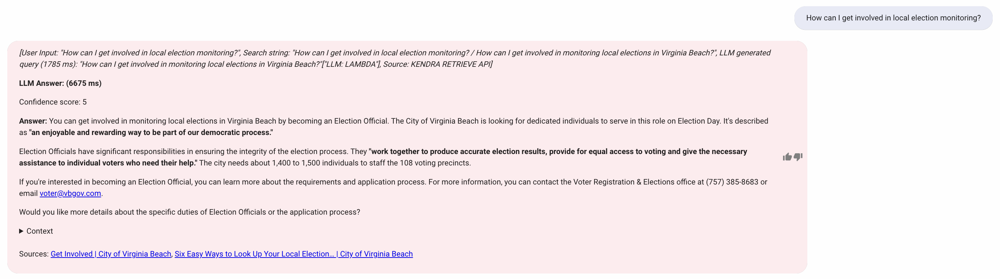 How can I get involved in local election monitoring?
[User Input: "How can I get involved in local election monitoring?", Search string: "How can I get involved in local election monitoring? / How can I get involved in monitoring local elections in Virginia Beach?", LLM generated
query (1785 ms): "How can I get involved in monitoring local elections in Virginia Beach?"["LLM: LAMBDA"], Source: KENDRA RETRIEVE API]
LLM Answer: (6675 ms)
Confidence score: 5
Answer: You can get involved in monitoring local elections in Virginia Beach by becoming an Election Official. The City of Virginia Beach is looking for dedicated individuals to serve in this role on Election Day. It's described
as "an enjoyable and rewarding way to be part of our democratic process."
Election Officials have significant responsibilities in ensuring the integrity of the election process. They "work together to produce accurate election results, provide for equal access to voting and give the necessary
assistance to individual voters who need their help." The city needs about 1,400 to 1,500 individuals to staff the 108 voting precincts.
If you're interested in becoming an Election Official, you can learn more about the requirements and application process. For more information, you can contact the Voter Registration & Elections office at (757) 385-8683 or
email voter@vbgov.com.
Would you like more details about the specific duties of Election Officials or the application process?
Context
Sources: Get Involved | City of Virginia Beach, Six Easy Ways to Look Up Your Local Election... | City of Virginia Beach